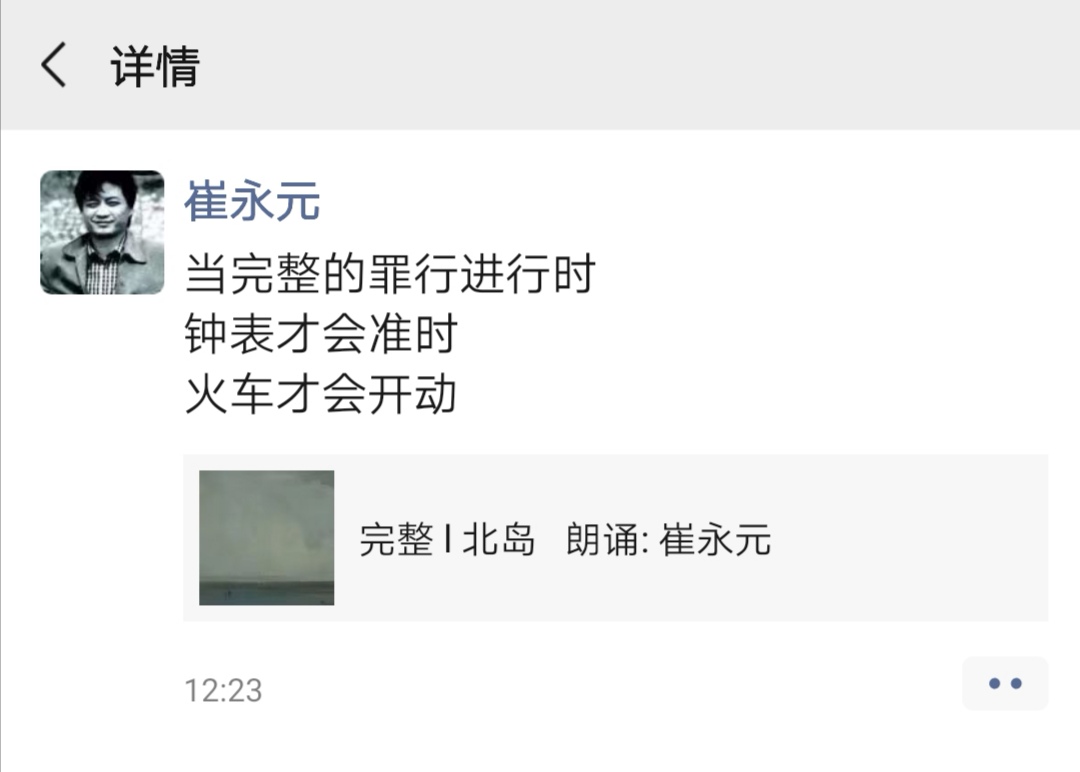 详情
崔永元
当完整的罪行进行时
钟表才会准时
火车才会开动
完整 | 北岛 朗诵: 崔永元
12:23